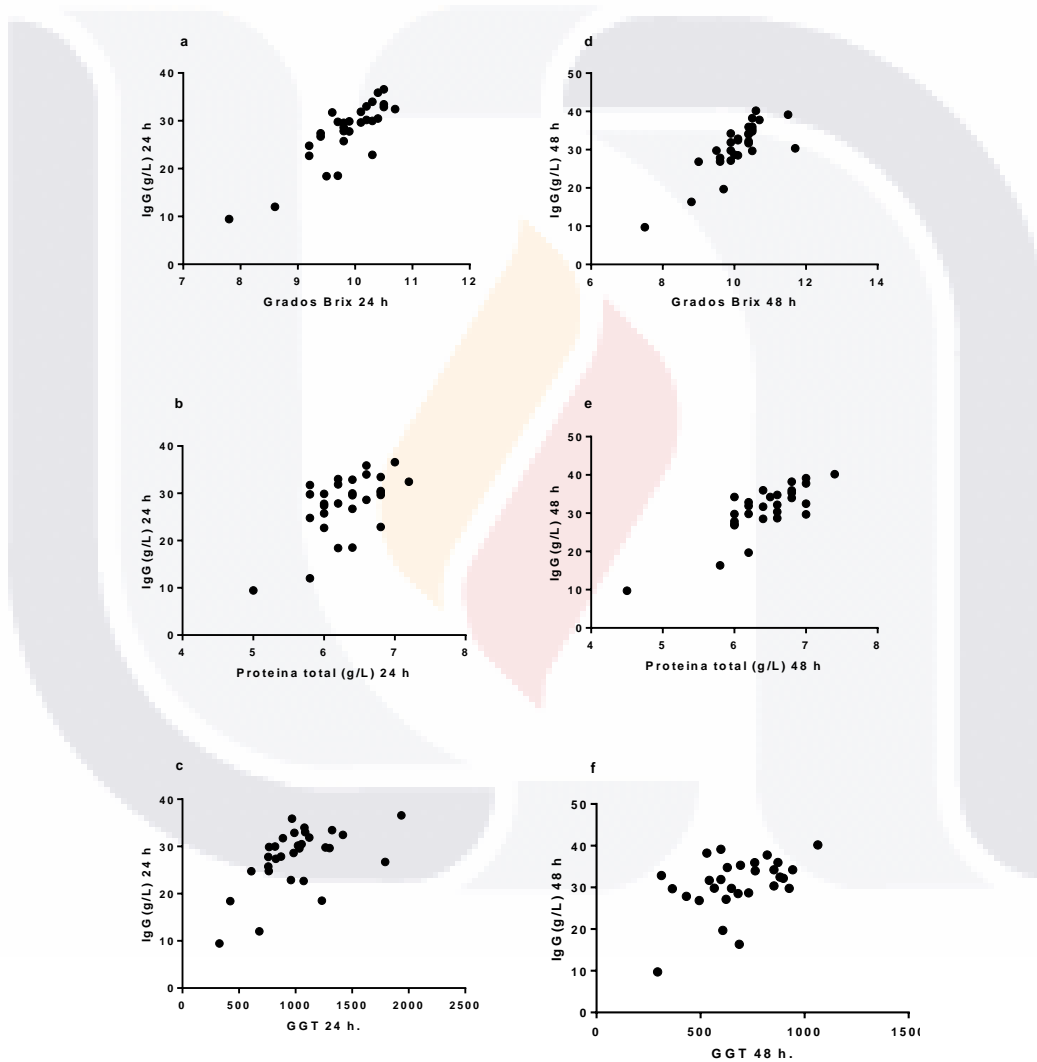 a
40
30
20
10
0
IgG (g/L) 24 h
7 8 9 10 11 12
Grados Brix 24 h
d
50
40
30
20
10
0
IgG (g/L) 48 h
6 8 10 12 14
Grados Brix 48 h
b
40
30
20
10
0
IgG (g/L) 24 h
4 5 6 7 8
Proteina total (g/L) 24 h
e
50
40
30
20
10
0
IgG (g/L) 48 h
4 5 6 7 8
Proteina total (g/L) 48 h
c
40
30
20
10
0
IgG (g/L) 24 h
0 500 1000 1500 2000 2500
GGT 24 h.
f
50
40
30
20
10
0
IgG (g/L) 48 h
0 500 1000 150
GGT 48 h.